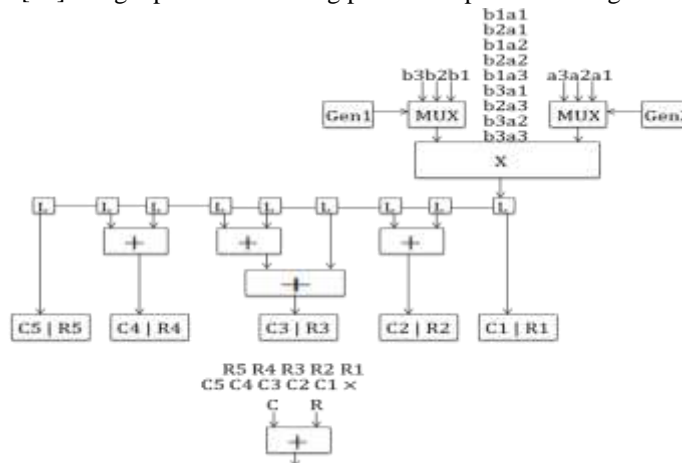 b1a1
b2a1
b1a2
b2a2
b1a3
b3a1
b2a3
b3a2
b3a3
b3b2b1
a3a2a1
Gen1
MUX
MUX
X
L L L L L L L L L
+ + +
+
C5 | R5
C4 | R4
C3 | R3
C2 | R2
C1 | R1
R5 R4 R3 R2 R1
C5 C4 C3 C2 C1 ×
C R
+